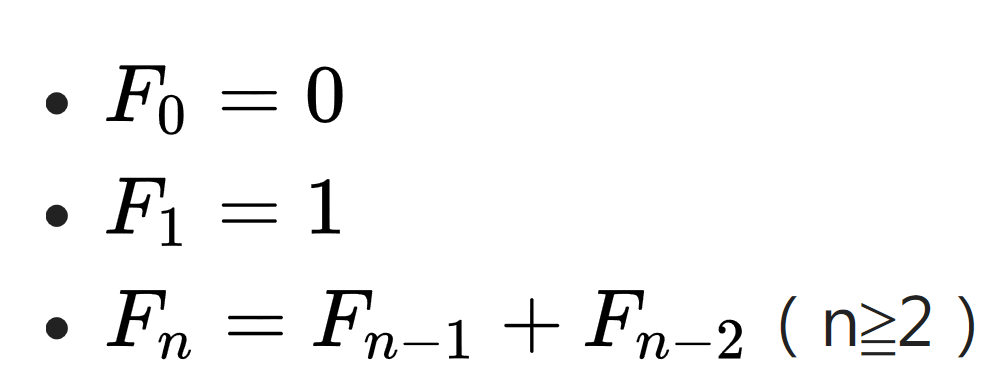 • F₀ = 0
• F₁ = 1
• Fₙ = Fₙ₋₁ + Fₙ₋₂ ( n≧2 )